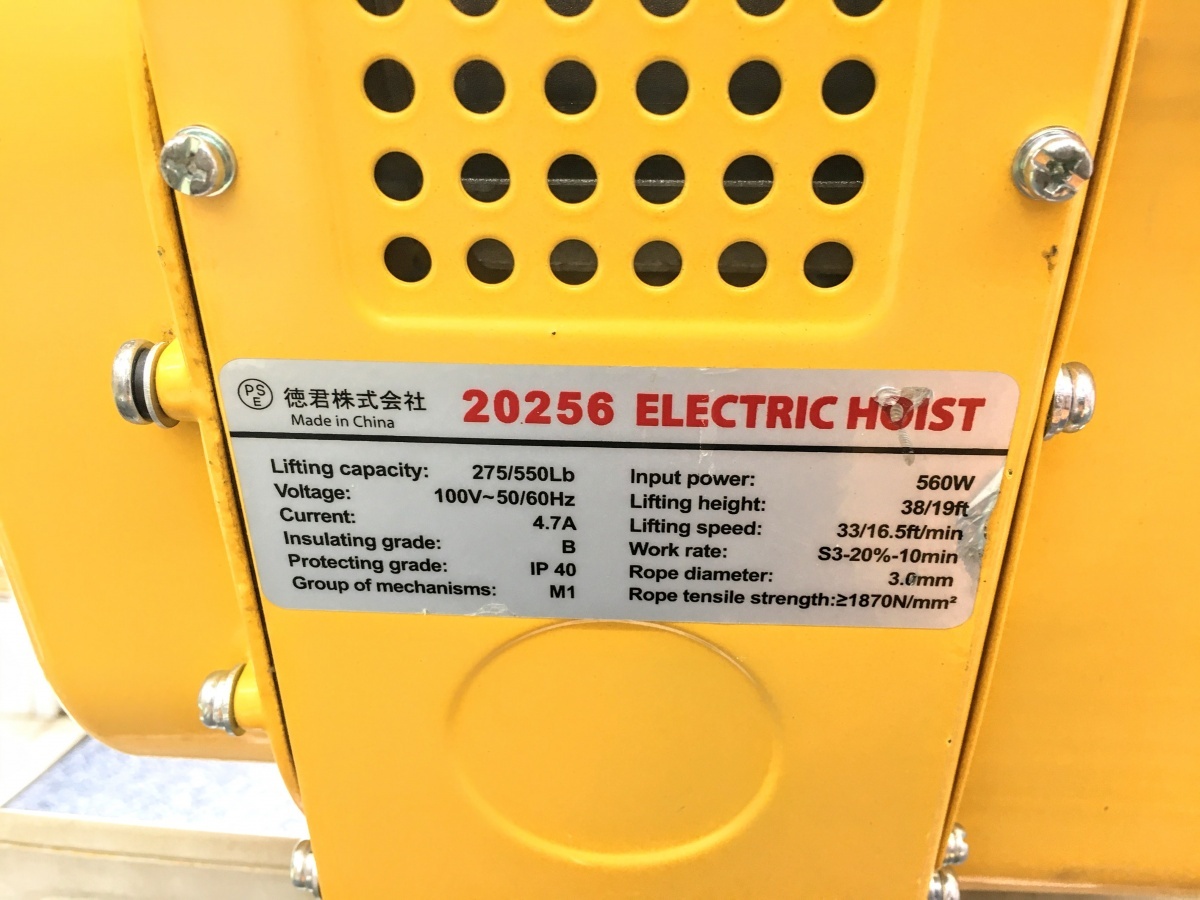 PSE 徳君株式会社 20256 ELECTRIC HOIST
Made in China
Lifting capacity: 275/550Lb
Voltage: 100V~50/60Hz
Current: 4.7A
Insulating grade: B
Protecting grade: IP 40
Group of mechanisms: M1
Input power: 560W
Lifting height: 38/19ft
Lifting speed: 33/16.5ft/min
Work rate: S3-20%-10min
Rope diameter: 3.0mm
Rope tensile strength:≥1870N/mm²